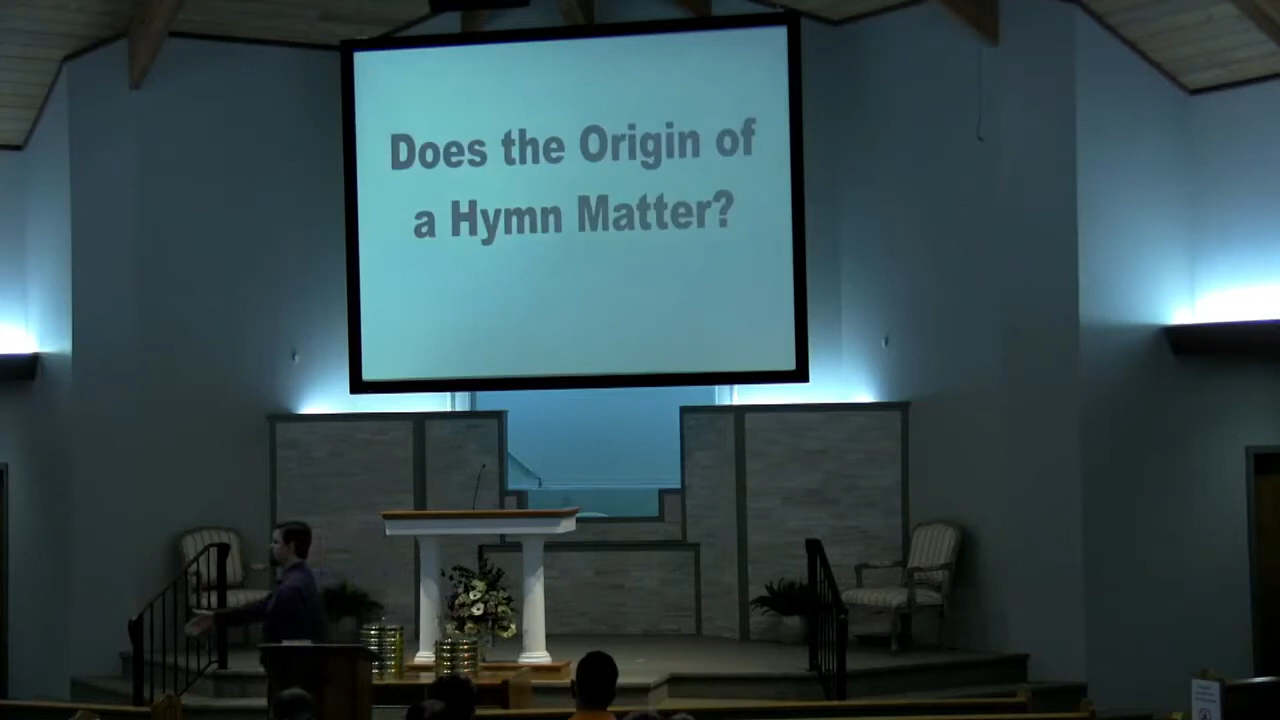 Does the Origin of
a Hymn Matter?